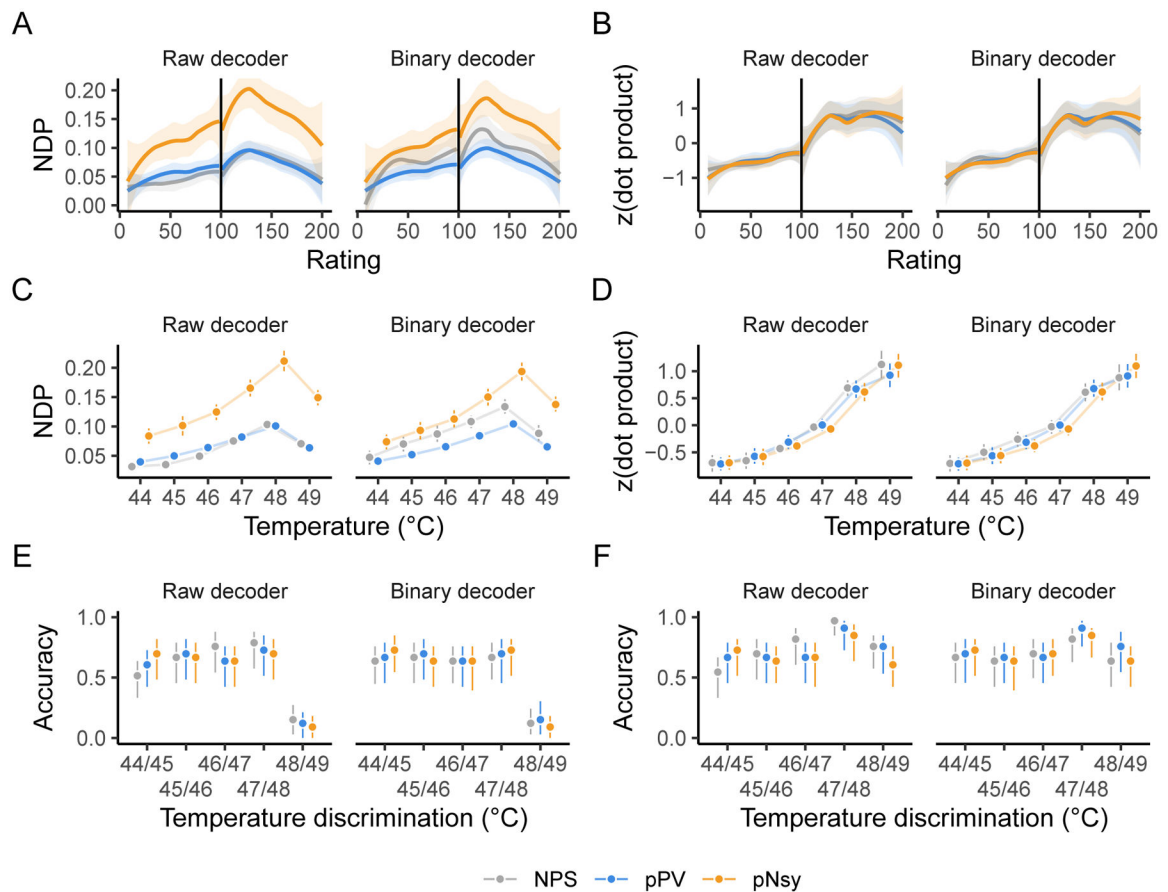 A
B
Raw decoder
Binary decoder
Raw decoder
Binary decoder
NDP
0.20
0.15
0.10
0.05
0.00
z(dot product)
1
0
−1
0 50 100 150 200
0 50 100 150 200
0 50 100 150 200
0 50 100 150 200
Rating
Rating
C
D
Raw decoder
Binary decoder
Raw decoder
Binary decoder
NDP
0.20
0.15
0.10
0.05
z(dot product)
1.0
0.5
0.0
−0.5
44 45 46 47 48 49
44 45 46 47 48 49
44 45 46 47 48 49
44 45 46 47 48 49
Temperature (°C)
Temperature (°C)
E
F
Raw decoder
Binary decoder
Raw decoder
Binary decoder
Accuracy
1.0
0.5
0.0
Accuracy
1.0
0.5
0.0
44/45 46/47 48/49
45/46 47/48
44/45 46/47 48/49
45/46 47/48
44/45 46/47 48/49
45/46 47/48
44/45 46/47 48/49
45/46 47/48
Temperature discrimination (°C)
Temperature discrimination (°C)
NPS pPV pNsy